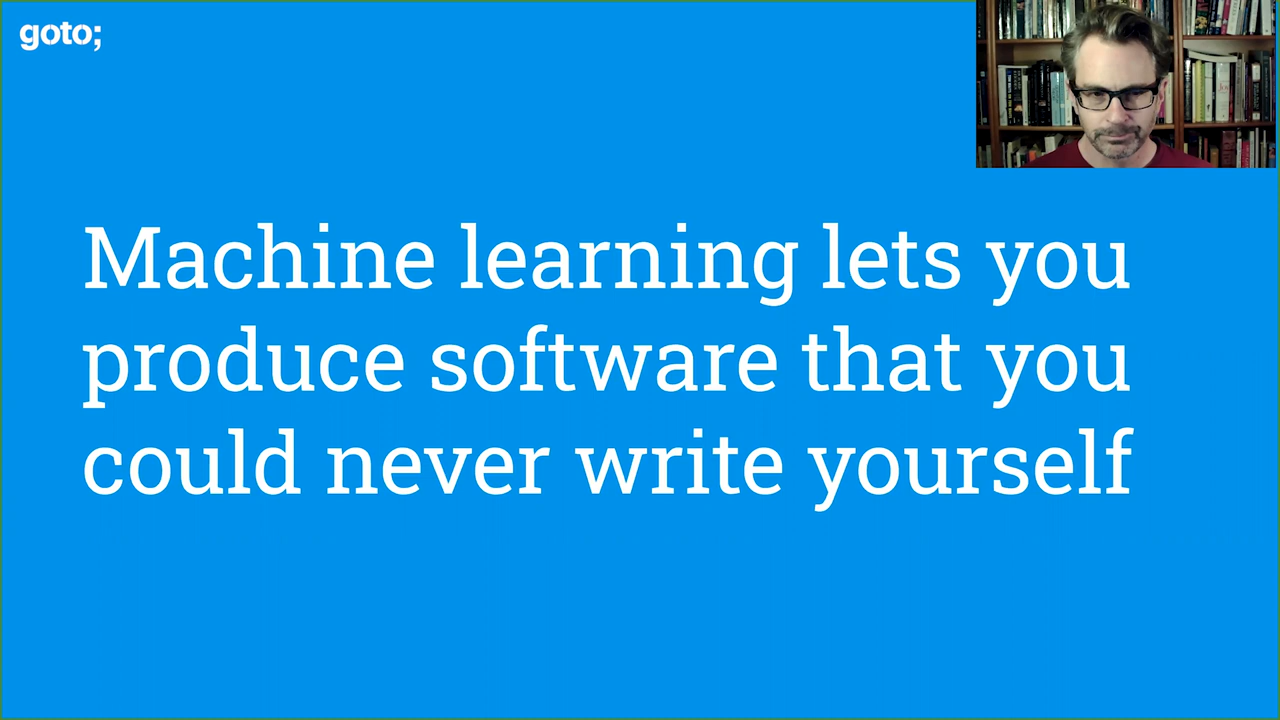 goto;
Machine learning lets you
produce software that you
could never write yourself